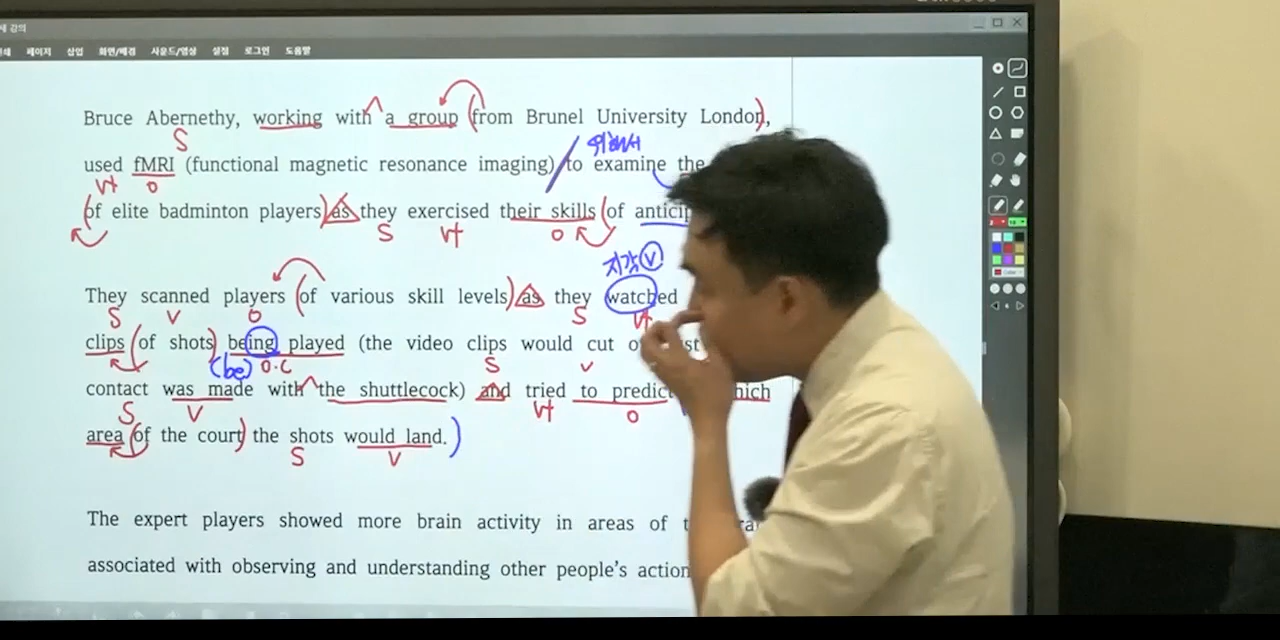 세 강의
페이지 삽입 화면/배경 사운드/영상 설정 로그인 도움말
Bruce Abernethy, working with a group (from Brunel University London),
S
위해서
used fMRI (functional magnetic resonance imaging) / to examine the
vt O
(of elite badminton players) as they exercised their skills (of anticip
S vt O
지각 V
They scanned players (of various skill levels) as they watched
S V O S vt
clips (of shots) being played (the video clips would cut o
(be) O.C S V
contact was made with the shuttlecock) and tried to predict hich
S V vt O
area (of the court) the shots would land.)
S V
The expert players showed more brain activity in areas of
associated with observing and understanding other people's action